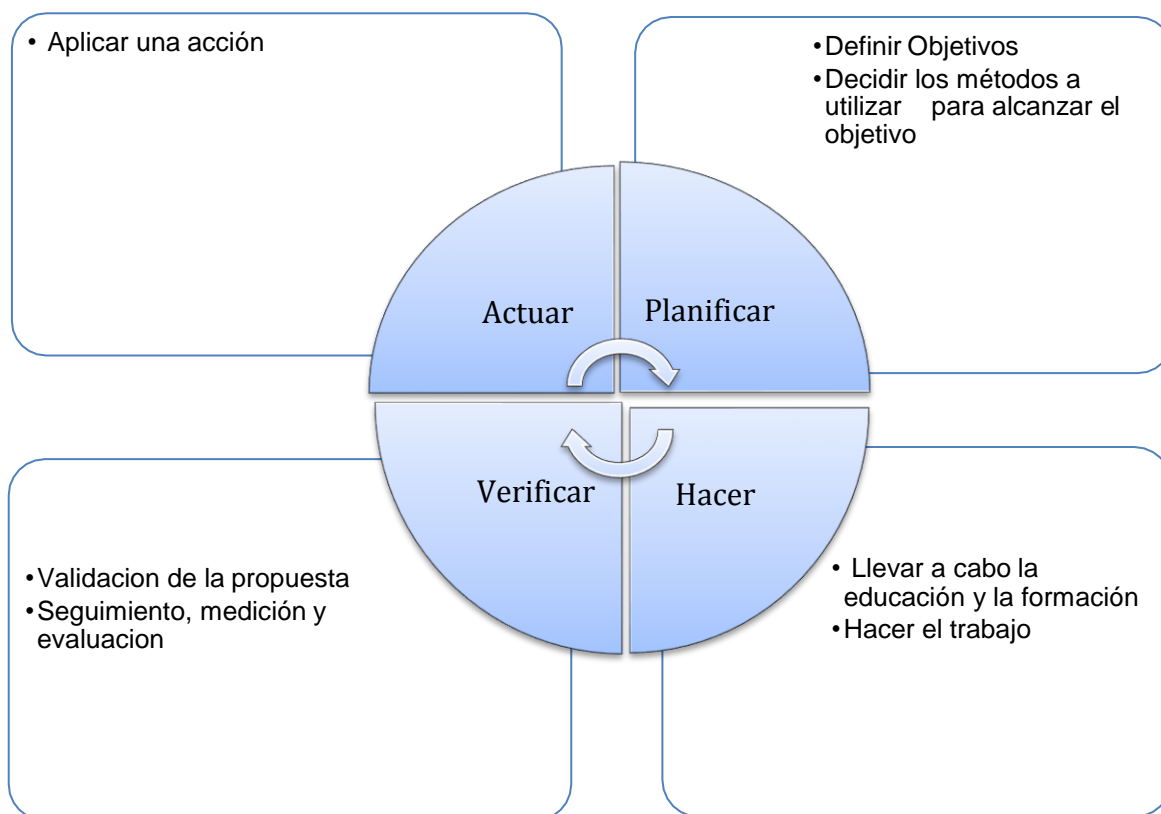 • Aplicar una acción
•Definir Objetivos
•Decidir los métodos a
utilizar para alcanzar el
objetivo
Actuar
Planificar
Verificar
Hacer
•Validacion de la propuesta
•Seguimiento, medición y
evaluacion
• Llevar a cabo la
educación y la formación
•Hacer el trabajo